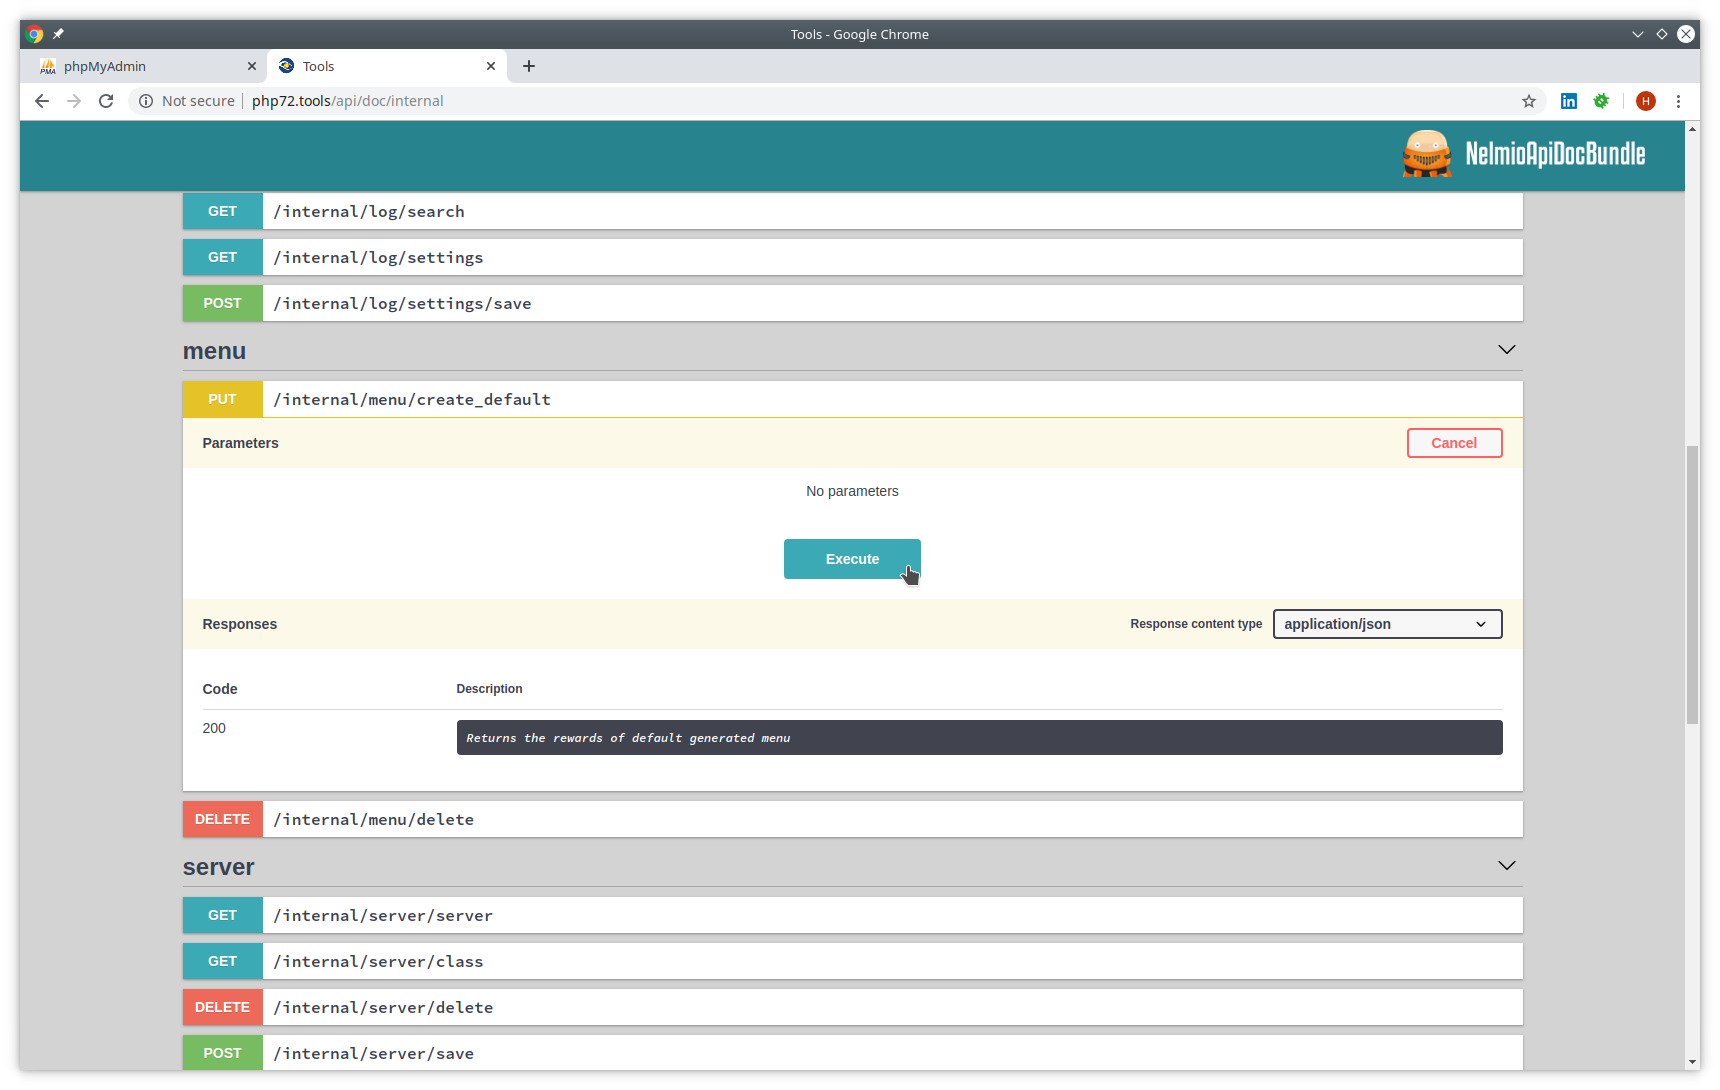 Tools - Google Chrome
phpMyAdmin
Tools
Not secure php72.tools/api/doc/internal
H
NelmioApiDocBundle
GET /internal/log/search
GET /internal/log/settings
POST /internal/log/settings/save
menu
PUT /internal/menu/create_default
Parameters Cancel
No parameters
Execute
Responses Response content type application/json
Code Description
200 Returns the rewards of default generated menu
DELETE /internal/menu/delete
server
GET /internal/server/server
GET /internal/server/class
DELETE /internal/server/delete
POST /internal/server/save